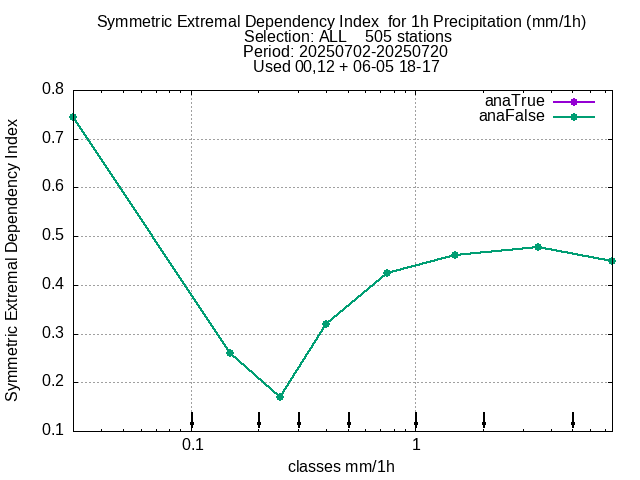 Symmetric Extremal Dependency Index  for 1h Precipitation (mm/1h)
Selection: ALL    505 stations
Period: 20250702-20250720
Used 00,12 + 06-05 18-17
anaTrue
anaFalse
Symmetric Extremal Dependency Index
0.8
0.7
0.6
0.5
0.4
0.3
0.2
0.1
0.1 1
classes mm/1h